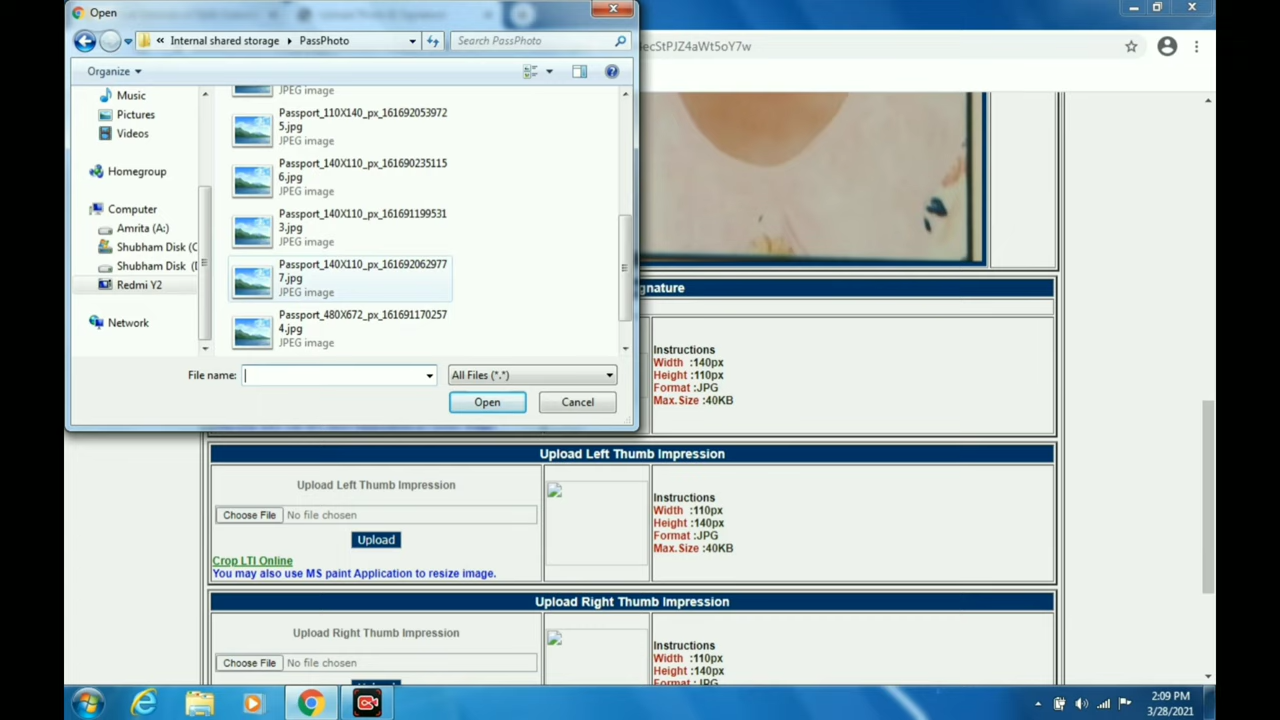 Open
Internal shared storage
PassPhoto
Search PassPhoto
ecStPJZ4aWt5oY7w
Organize
Music
Pictures
Videos
Homegroup
Computer
Amrita (A:)
Shubham Disk (C
Shubham Disk (
Redmi Y2
Network
JPEG image
Passport_110X140_px_161692053972
5.jpg
JPEG image
Passport_140X110_px_161690235115
6.jpg
JPEG image
Passport_140X110_px_161691199531
3.jpg
JPEG image
Passport_140X110_px_161692062977
7.jpg
JPEG image
Passport_480X672_px_161691170257
4.jpg
JPEG image
File name:
All Files (*.*)
Open
Cancel
gnature
Instructions
Width :140px
Height :110px
Format :JPG
Max.Size :40KB
Upload Left Thumb Impression
Upload Left Thumb Impression
Choose File No file chosen
Upload
Crop LTI Online
You may also use MS paint Application to resize image.
Instructions
Width :110px
Height :140px
Format :JPG
Max.Size :40KB
Upload Right Thumb Impression
Upload Right Thumb Impression
Choose File No file chosen
Instructions
Width :110px
Height :140px
Format :JPG
2:09 PM
3/28/2021